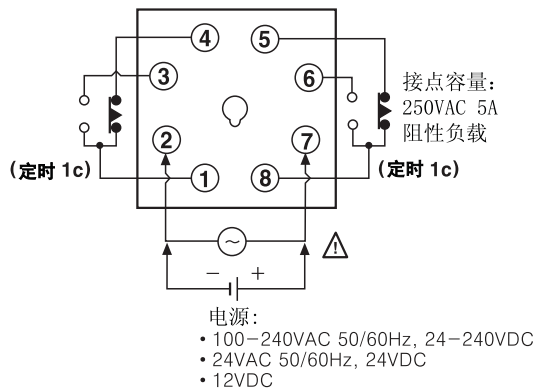 4
5
3
6
接点容量:
250VAC 5A
阻性负载
2
7
(定时 1c)
1
8
(定时 1c)
~
⚠
− +
电源:
• 100−240VAC 50/60Hz, 24−240VDC
• 24VAC 50/60Hz, 24VDC
• 12VDC